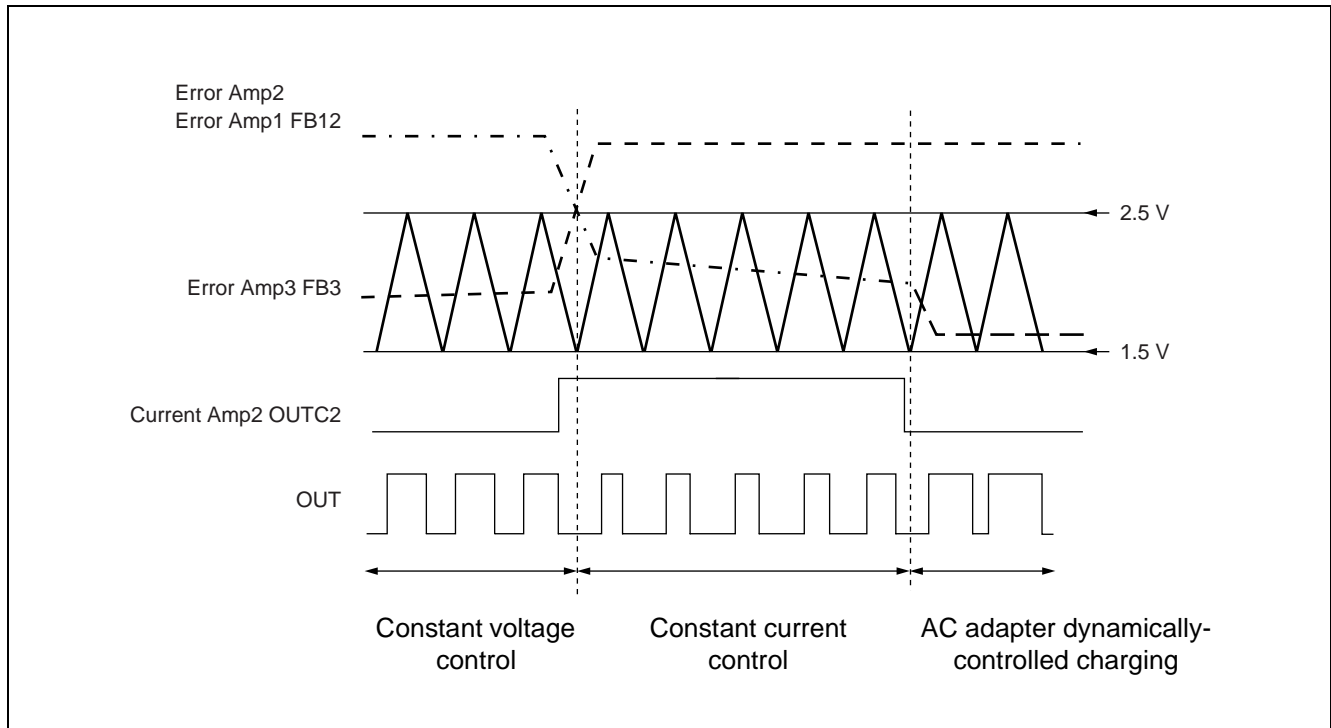 Error Amp2
Error Amp1 FB12
2.5 V
Error Amp3 FB3
1.5 V
Current Amp2 OUTC2
OUT
Constant voltage
control
Constant current
control
AC adapter dynamically-
controlled charging